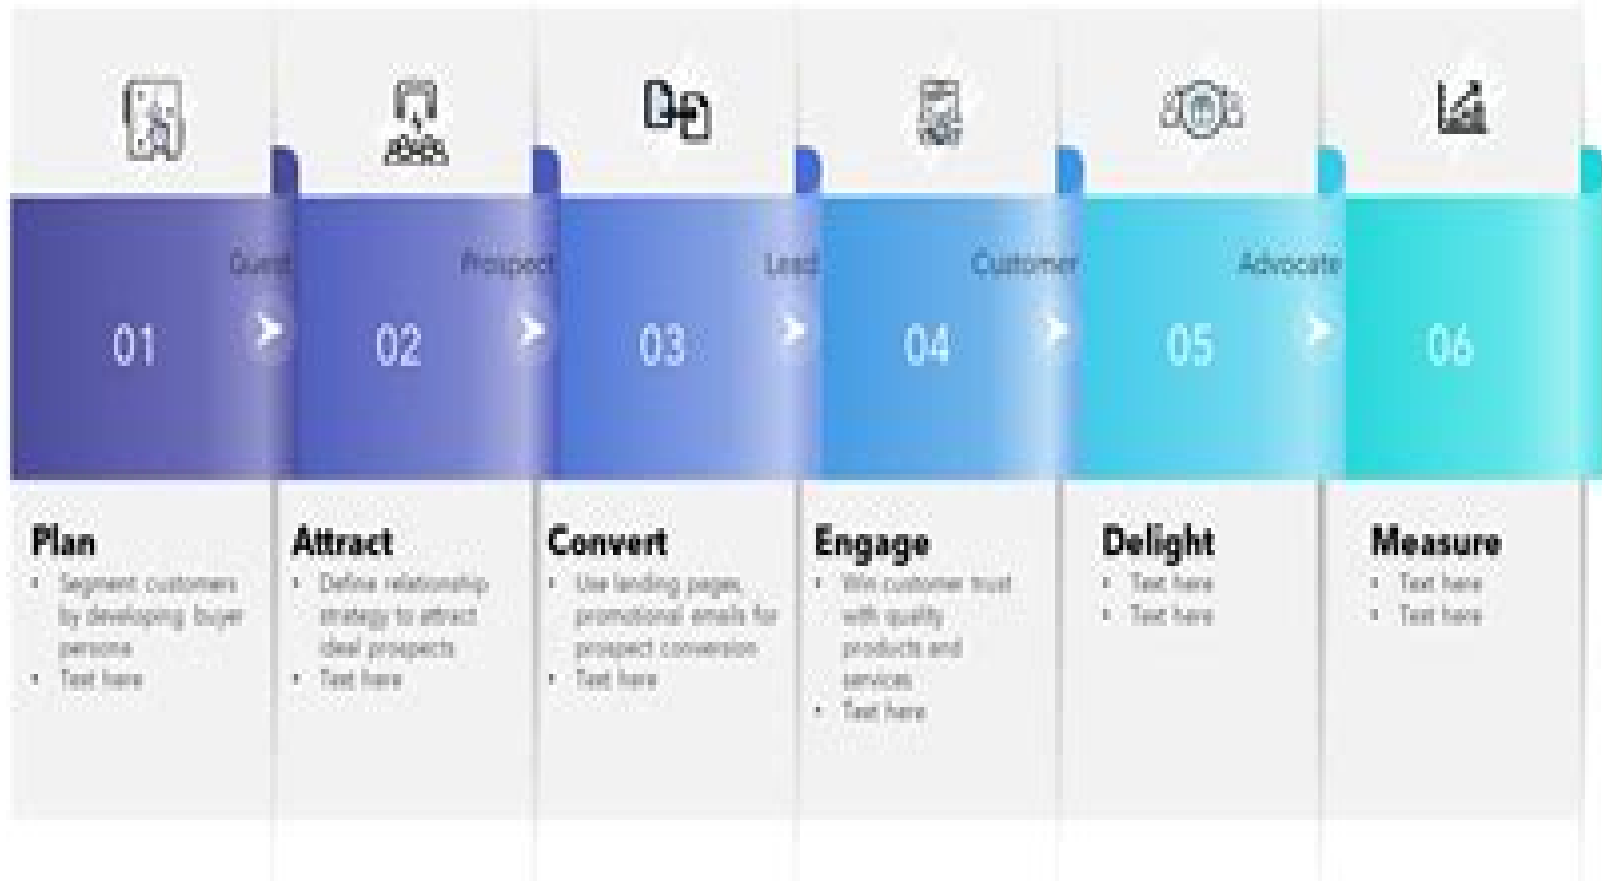 Guest
Prospect
Lead
Customer
Advocate
01
02
03
04
05
06
Plan
• Segment customers
by developing buyer
persona
• Text here
Attract
• Define relationship
strategy to attract
ideal prospects
• Text here
Convert
• Use landing pages,
promotional emails for
prospect conversion
• Text here
Engage
• Win customer trust
with quality
products and
services
• Text here
Delight
• Text here
• Text here
Measure
• Text here
• Text here